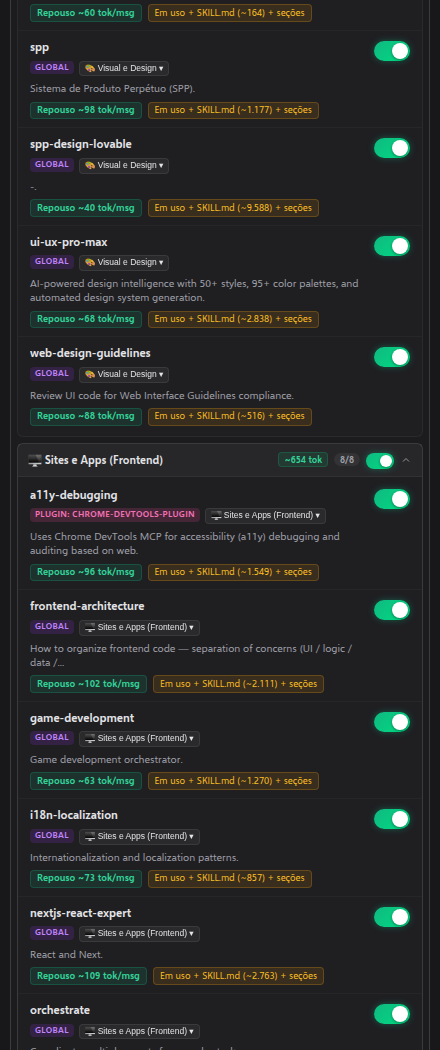 Repouso ~60 tok/msg Em uso + SKILL.md (~164) + seções
spp
GLOBAL 🎨 Visual e Design ▾
Sistema de Produto Perpétuo (SPP).
Repouso ~98 tok/msg Em uso + SKILL.md (~1.177) + seções
spp-design-lovable
GLOBAL 🎨 Visual e Design ▾
-.
Repouso ~40 tok/msg Em uso + SKILL.md (~9.588) + seções
ui-ux-pro-max
GLOBAL 🎨 Visual e Design ▾
AI-powered design intelligence with 50+ styles, 95+ color palettes, and
automated design system generation.
Repouso ~68 tok/msg Em uso + SKILL.md (~2.838) + seções
web-design-guidelines
GLOBAL 🎨 Visual e Design ▾
Review UI code for Web Interface Guidelines compliance.
Repouso ~88 tok/msg Em uso + SKILL.md (~516) + seções
🖥️ Sites e Apps (Frontend) ~654 tok 8/8
a11y-debugging
PLUGIN: CHROME-DEVTOOLS-PLUGIN 🖥️ Sites e Apps (Frontend) ▾
Uses Chrome DevTools MCP for accessibility (a11y) debugging and
auditing based on web.
Repouso ~96 tok/msg Em uso + SKILL.md (~1.549) + seções
frontend-architecture
GLOBAL 🖥️ Sites e Apps (Frontend) ▾
How to organize frontend code — separation of concerns (UI / logic /
data /...
Repouso ~102 tok/msg Em uso + SKILL.md (~2.111) + seções
game-development
GLOBAL 🖥️ Sites e Apps (Frontend) ▾
Game development orchestrator.
Repouso ~63 tok/msg Em uso + SKILL.md (~1.270) + seções
i18n-localization
GLOBAL 🖥️ Sites e Apps (Frontend) ▾
Internationalization and localization patterns.
Repouso ~73 tok/msg Em uso + SKILL.md (~857) + seções
nextjs-react-expert
GLOBAL 🖥️ Sites e Apps (Frontend) ▾
React and Next.
Repouso ~109 tok/msg Em uso + SKILL.md (~2.763) + seções
orchestrate
GLOBAL 🖥️ Sites e Apps (Frontend) ▾